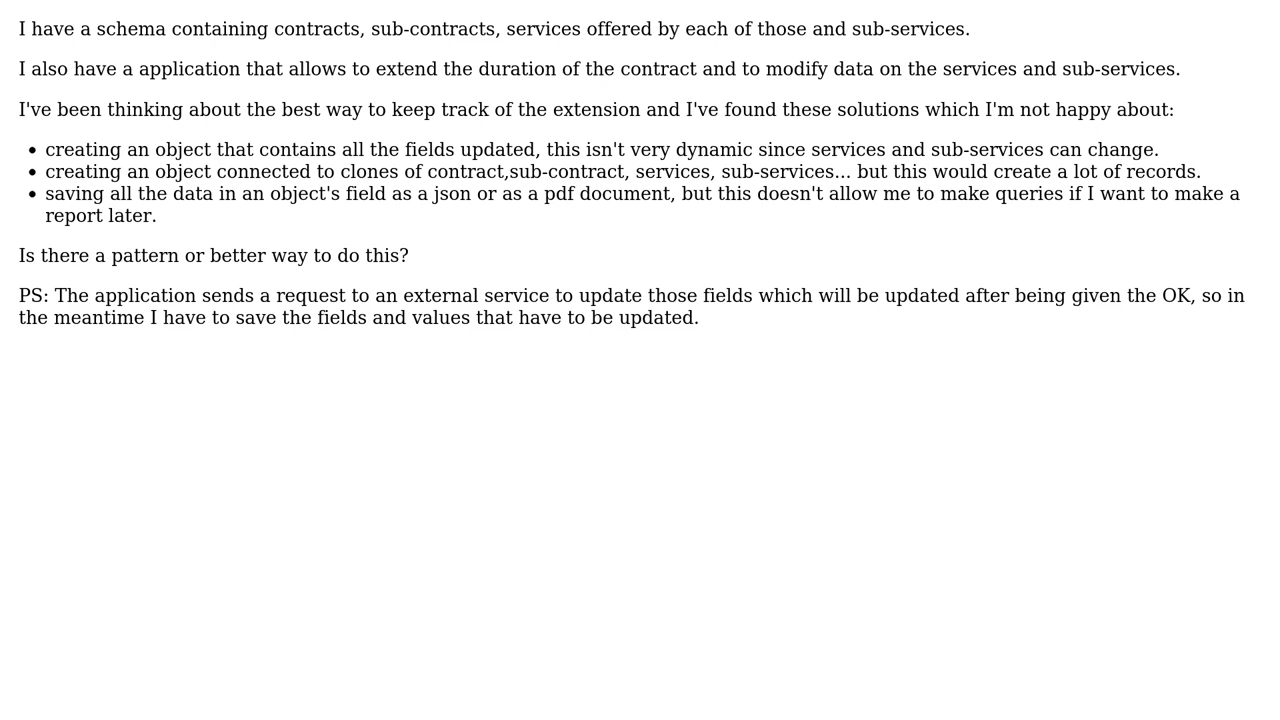 I have a schema containing contracts, sub-contracts, services offered by each of those and sub-services.
I also have a application that allows to extend the duration of the contract and to modify data on the services and sub-services.
I've been thinking about the best way to keep track of the extension and I've found these solutions which I'm not happy about:
• creating an object that contains all the fields updated, this isn't very dynamic since services and sub-services can change.
• creating an object connected to clones of contract,sub-contract, services, sub-services... but this would create a lot of records.
• saving all the data in an object's field as a json or as a pdf document, but this doesn't allow me to make queries if I want to make a
report later.
Is there a pattern or better way to do this?
PS: The application sends a request to an external service to update those fields which will be updated after being given the OK, so in
the meantime I have to save the fields and values that have to be updated.